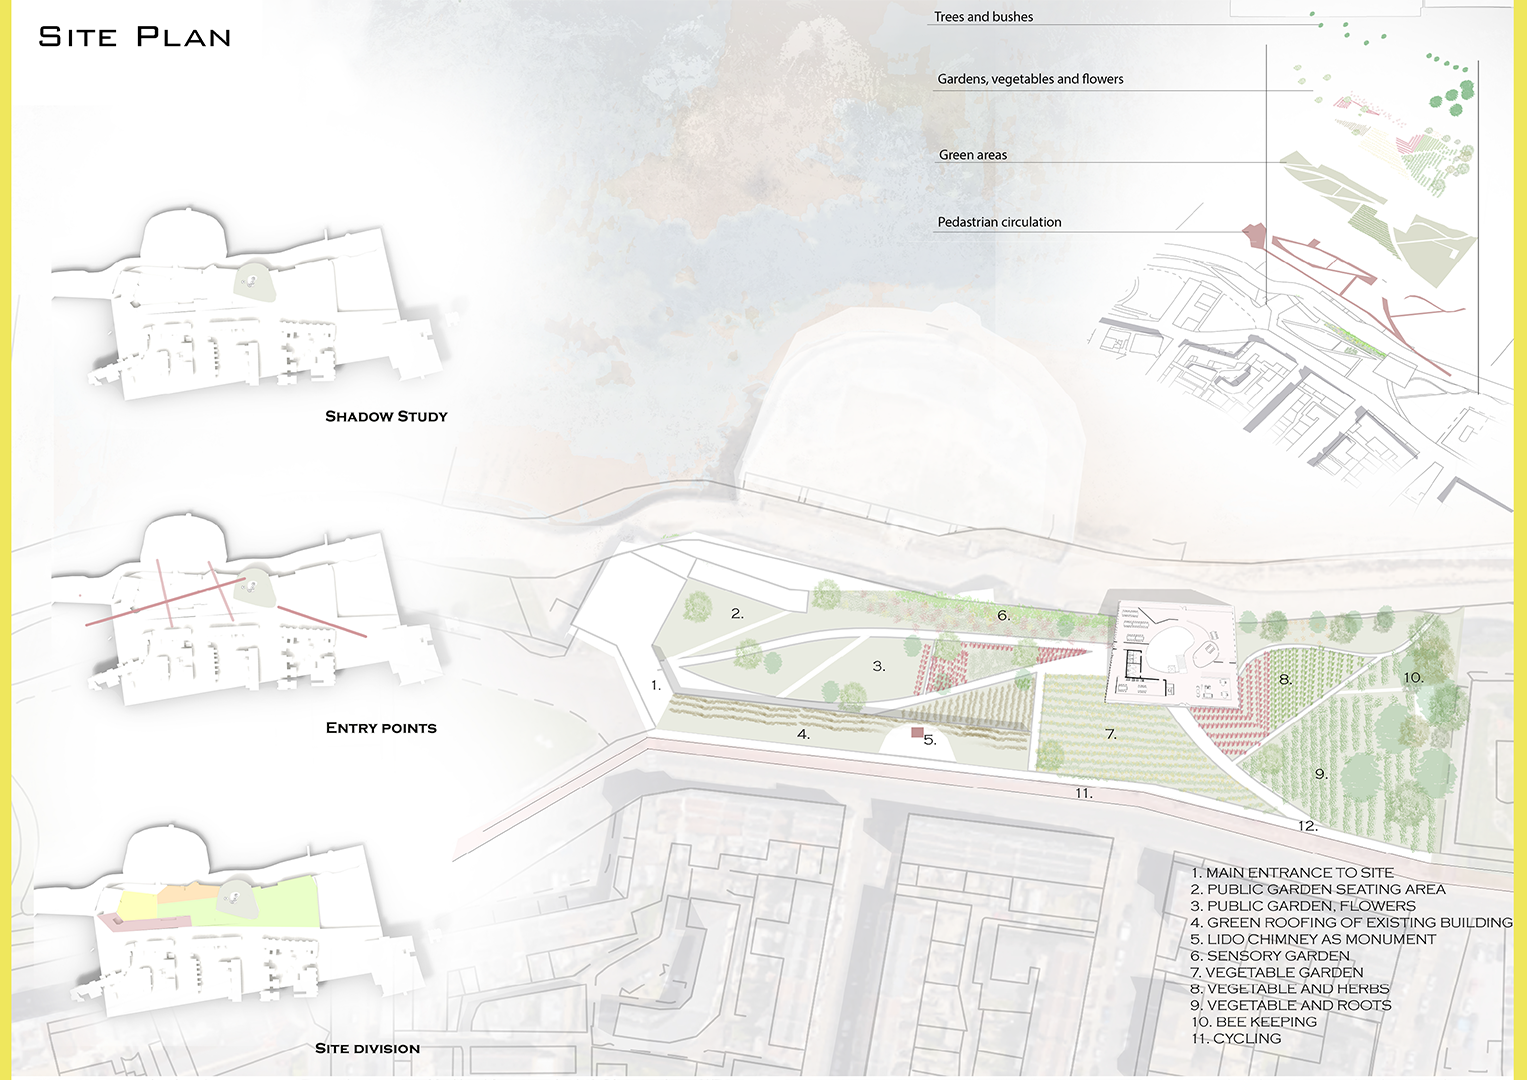 SITE PLAN
Trees and bushes
Gardens, vegetables and flowers
Green areas
Pedastrian circulation
SHADOW STUDY
ENTRY POINTS
SITE DIVISION
1.
2.
3.
4.
5.
6.
7.
8.
9.
10.
11.
12.
1. MAIN ENTRANCE TO SITE
2. PUBLIC GARDEN SEATING AREA
3. PUBLIC GARDEN, FLOWERS
4. GREEN ROOFING OF EXISTING BUILDING
5. LIDO CHIMNEY AS MONUMENT
6. SENSORY GARDEN
7. VEGETABLE GARDEN
8. VEGETABLE AND HERBS
9. VEGETABLE AND ROOTS
10. BEE KEEPING
11. CYCLING